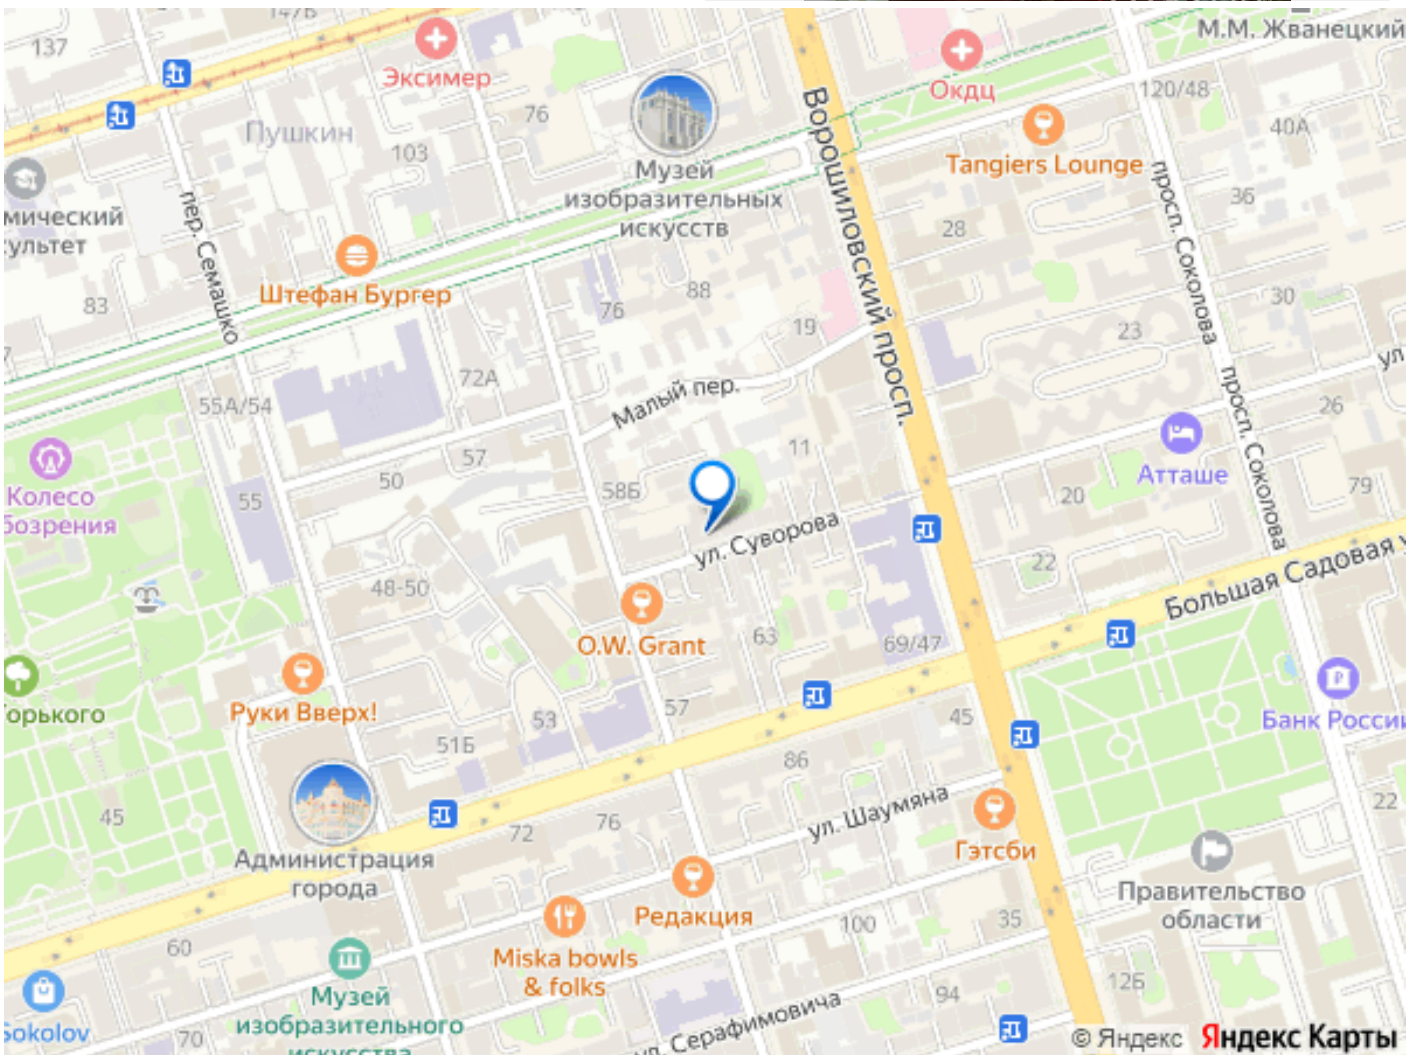 147Б
М.М. Жванецкий
137
Эксимер
Окдц
120/48
76
40А
Пушкин
103
Tangiers Lounge
Музей
изобразительных
искусств
Ворошиловский просп.
просп. Соколова
36
мический
ультет
пер. Семашко
28
Штефан Бургер
83
88
76
30
19
23
ул
72А
Малый пер.
55А/54
просп. Соколова
26
11
57
Атташе
Колесо
бозрения
50
58Б
55
20
79
ул. Суворова
22
48-50
Большая Садовая у
O.W. Grant
63
69/47
Горького
Руки Вверх!
53
57
45
Банк России
51Б
86
45
72
76
ул. Шаумяна
22
Гэтсби
Администрация
города
Правительство
области
Редакция
60
100
35
Miska bowls
& folks
Музей
изобразительного
искусства
12Б
94
Sokolov
70
ул. Серафимовича
© Яндекс Яндекс Карты